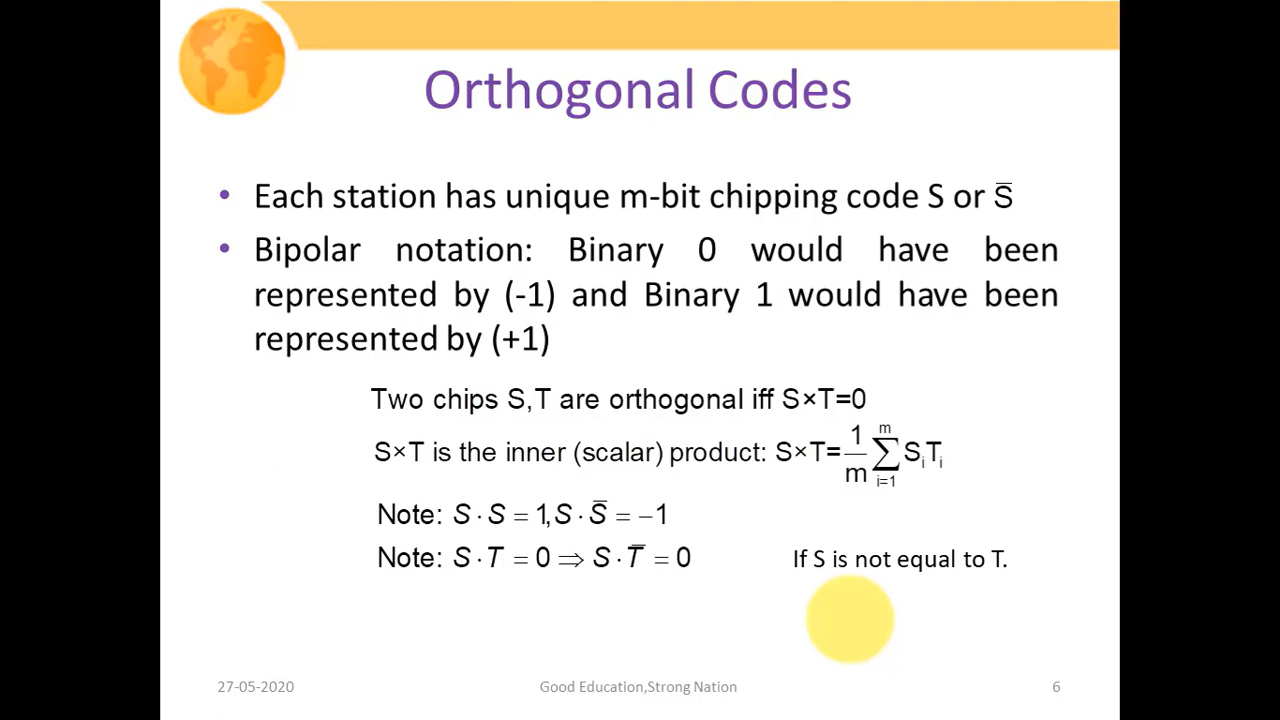 Orthogonal Codes
• Each station has unique m-bit chipping code S or S̅
• Bipolar notation: Binary 0 would have been
represented by (-1) and Binary 1 would have been
represented by (+1)
Two chips S,T are orthogonal iff S×T=0
S×T is the inner (scalar) product: S×T= 1/m ∑_{i=1}^{m} SᵢTᵢ
Note: S · S = 1, S · S̅ = −1
Note: S · T = 0 ⇒ S · T̅ = 0 If S is not equal to T.
27-05-2020 Good Education,Strong Nation 6